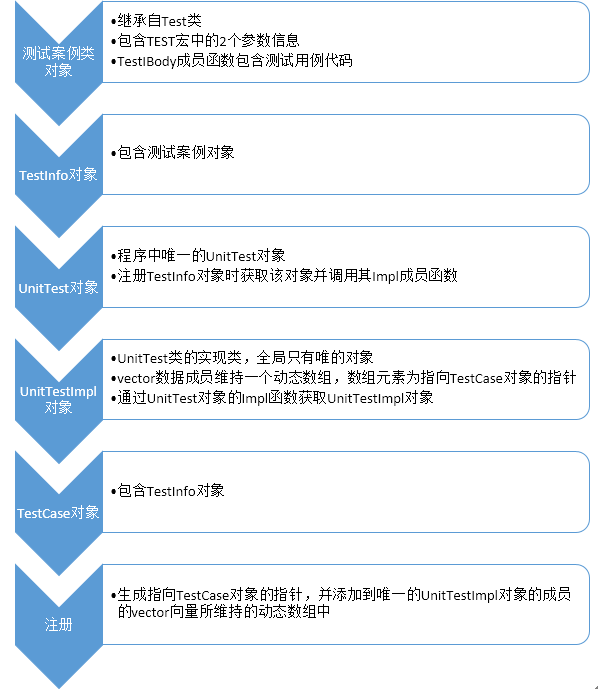 测试案例类
对象
•继承自Test类
•包含TEST宏中的2个参数信息
•TestIBody成员函数包含测试用例代码
TestInfo对象
•包含测试案例对象
UnitTest对象
•程序中唯一的UnitTest对象
•注册TestInfo对象时获取该对象并调用其Impl成员函数
UnitTestImpl
对象
•UnitTest类的实现类，全局只有唯的对象
•vector数据成员维持一个动态数组，数组元素为指向TestCase对象的指针
•通过UnitTest对象的Impl函数获取UnitTestImpl对象
TestCase对象
•包含TestInfo对象
注册
•生成指向TestCase对象的指针，并添加到唯一的UnitTestImpl对象的成员
的vector向量所维持的动态数组中